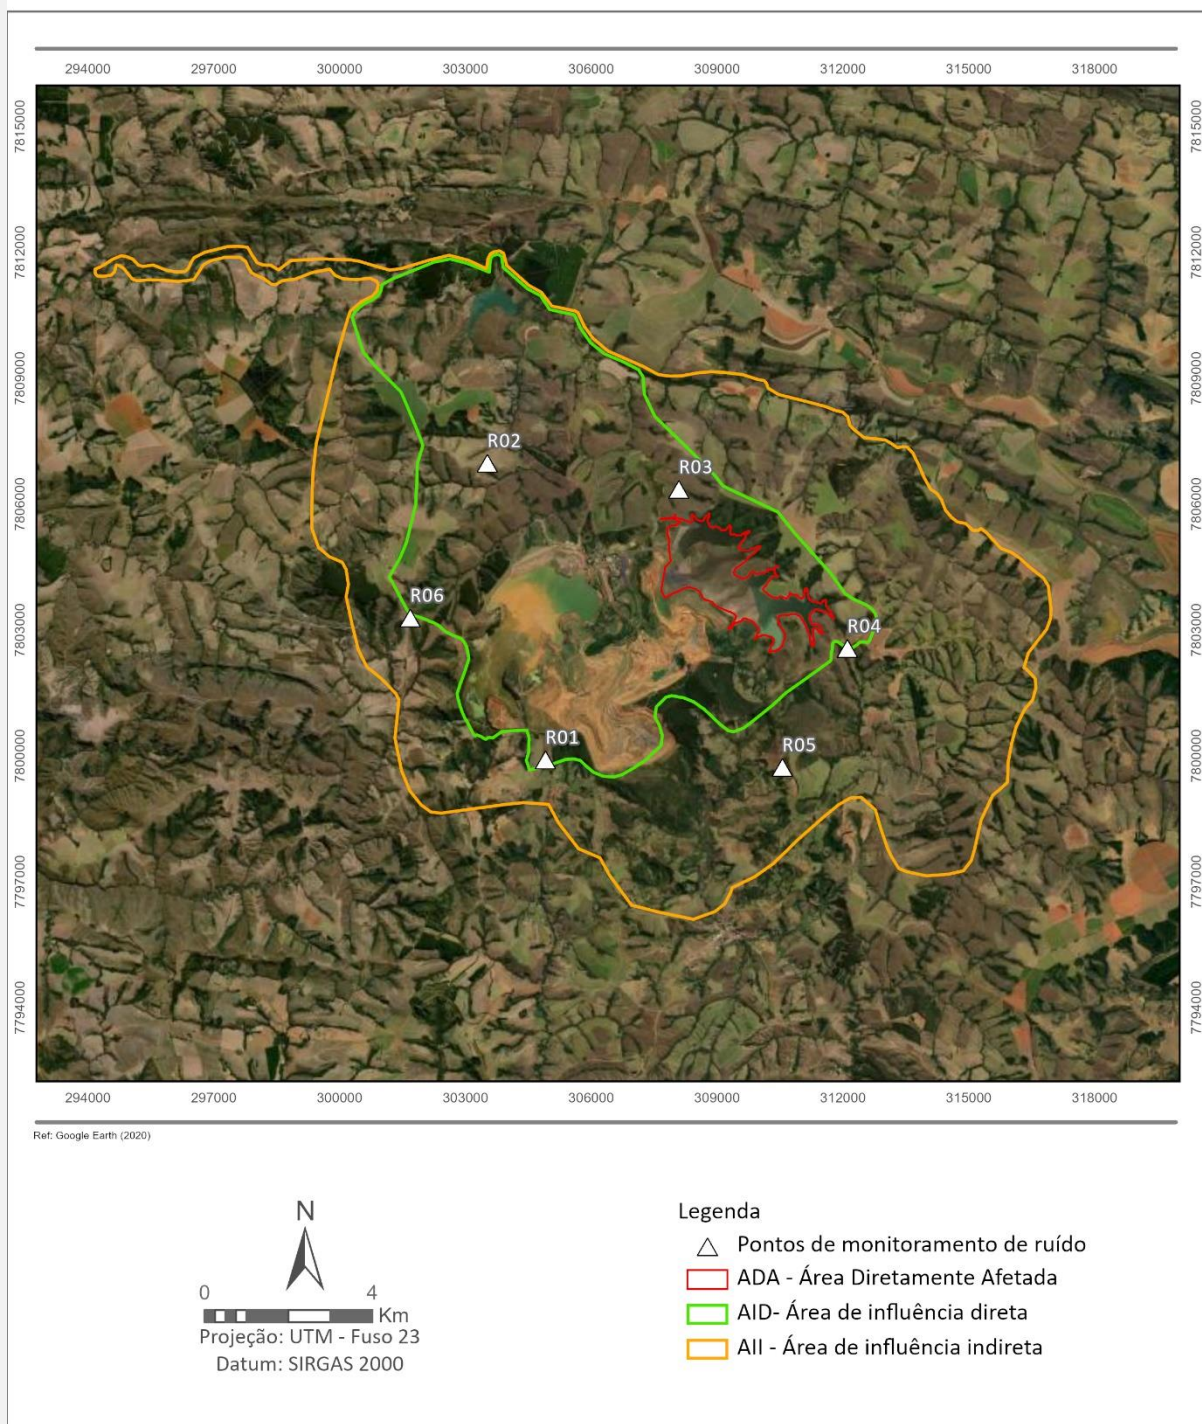 294000 297000 300000 303000 306000 309000 312000 315000 318000
7815000 7815000
7812000 7812000
7809000 7809000
R02
R03
7806000 7806000
R06
R04
7803000 7803000
R01
R05
7800000 7800000
7797000 7797000
7794000 7794000
294000 297000 300000 303000 306000 309000 312000 315000 318000
Ref: Google Earth (2020)
N
0 4
Km
Projeção: UTM - Fuso 23
Datum: SIRGAS 2000
Legenda
Pontos de monitoramento de ruído
ADA - Área Diretamente Afetada
AID- Área de influência direta
AII - Área de influência indireta